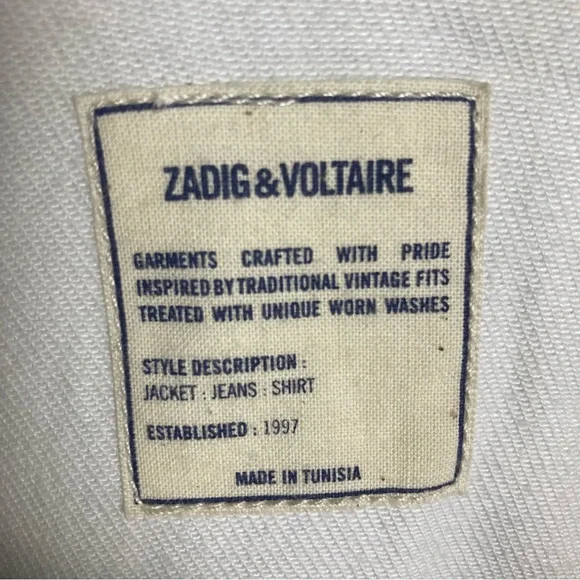 ZADIG&VOLTAIRE
GARMENTS CRAFTED WITH PRIDE
INSPIRED BY TRADITIONAL VINTAGE FITS
TREATED WITH UNIQUE WORN WASHES
STYLE DESCRIPTION :
JACKET : JEANS : SHIRT
ESTABLISHED : 1997
MADE IN TUNISIA